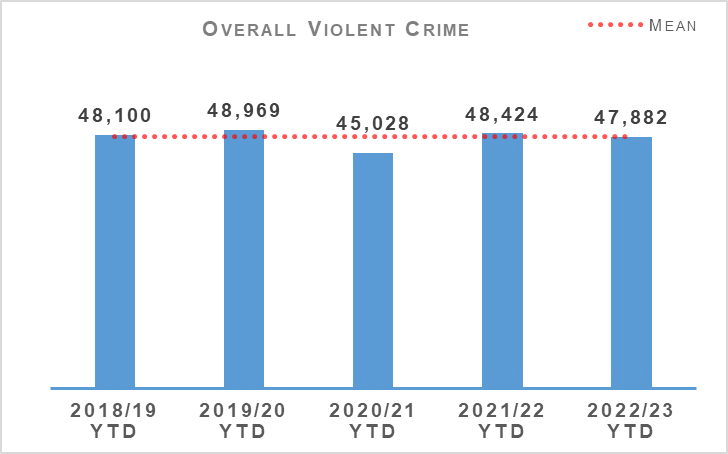 OVERALL VIOLENT CRIME
MEAN
48,100
48,969
45,028
48,424
47,882
2018/19 YTD
2019/20 YTD
2020/21 YTD
2021/22 YTD
2022/23 YTD